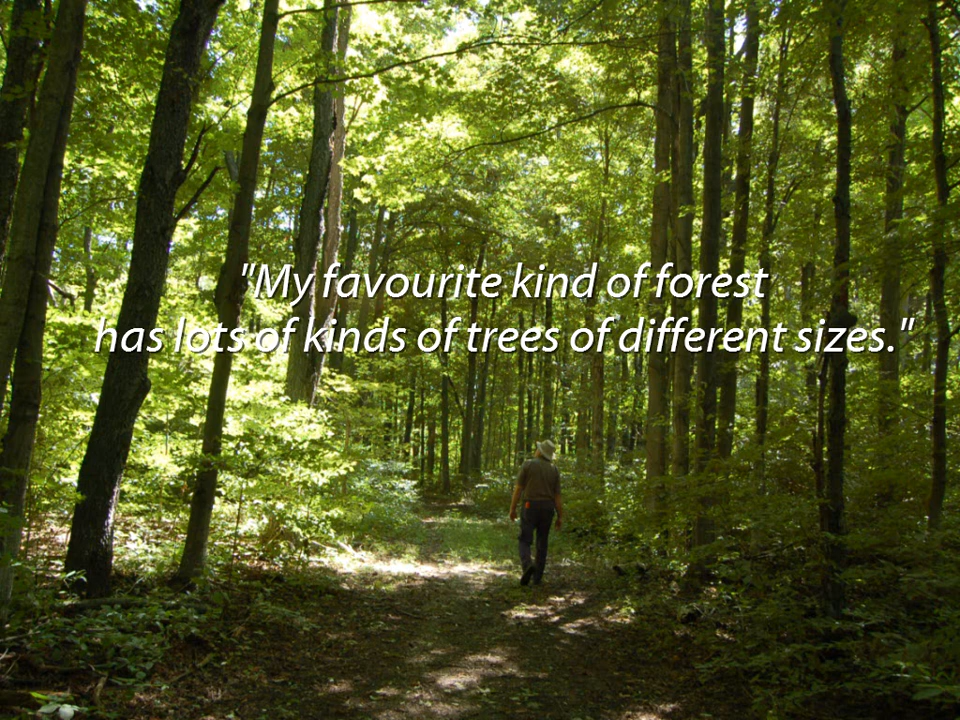 "My favourite kind of forest
has lots of kinds of trees of different sizes."